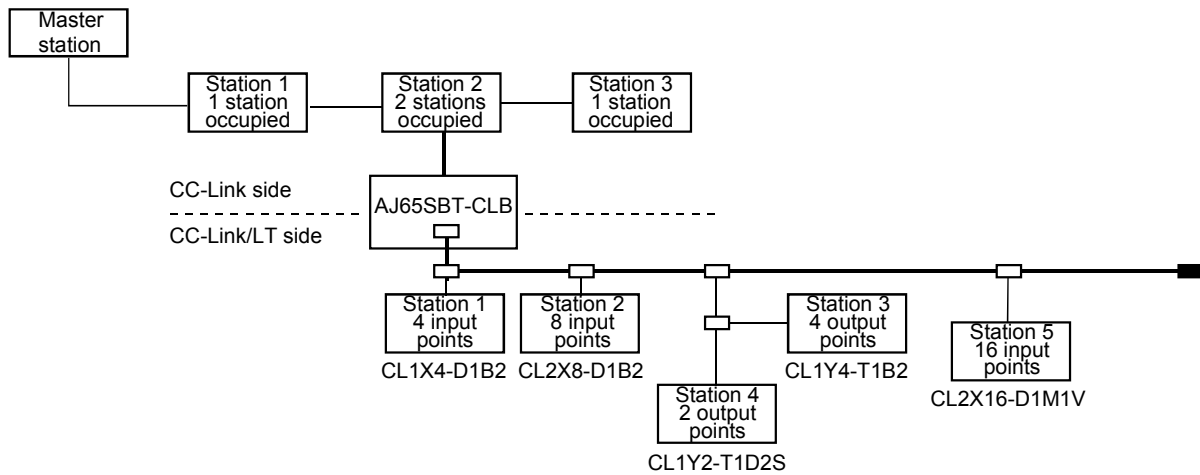 Master
station
Station 1
1 station
occupied
Station 2
2 stations
occupied
Station 3
1 station
occupied
CC-Link side
AJ65SBT-CLB
CC-Link/LT side
Station 1
4 input
points
CL1X4-D1B2
Station 2
8 input
points
CL2X8-D1B2
Station 3
4 output
points
CL1Y4-T1B2
Station 4
2 output
points
CL1Y2-T1D2S
Station 5
16 input
points
CL2X16-D1M1V